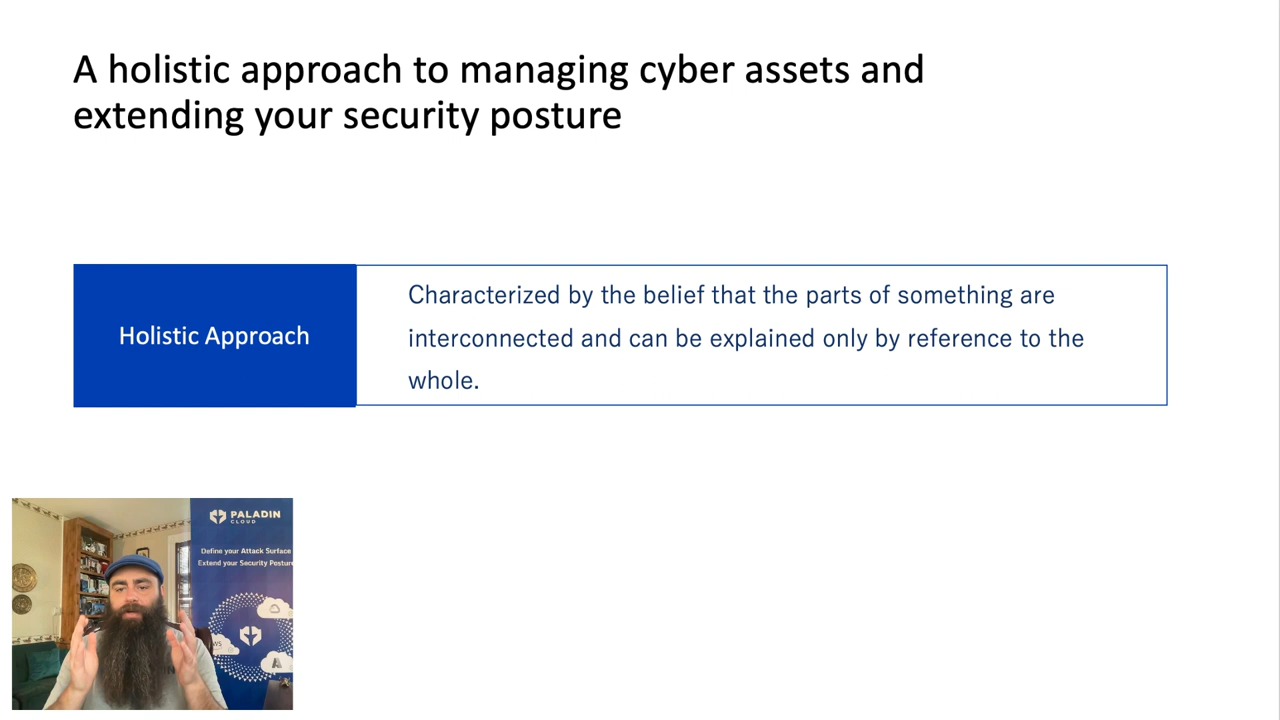 A holistic approach to managing cyber assets and
extending your security posture
Holistic Approach
Characterized by the belief that the parts of something are
interconnected and can be explained only by reference to the
whole.
PALADIN
CLOUD
Define your Attack Surface
Extend your Security Posture